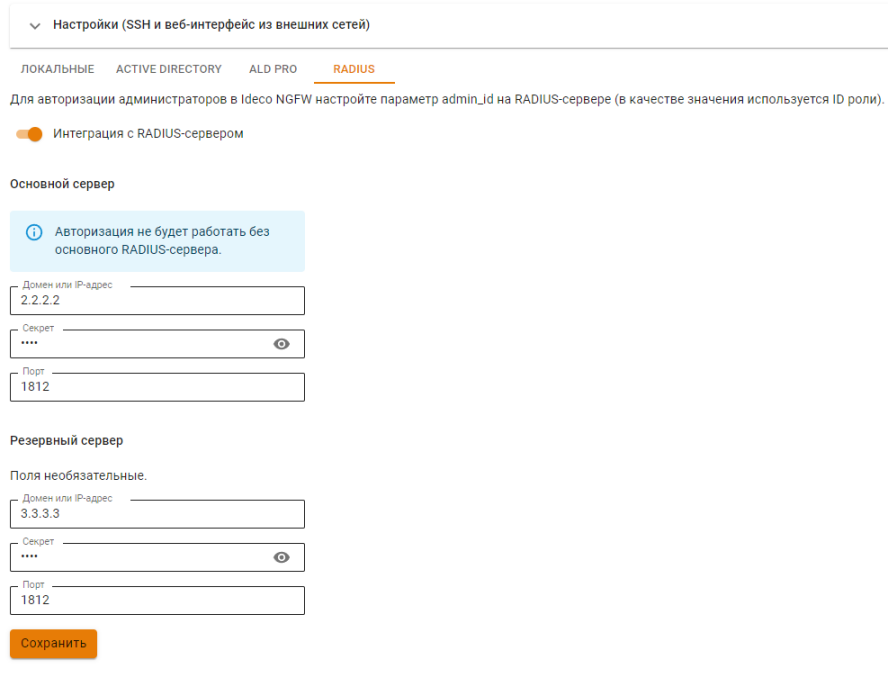 Настройки (SSH и веб-интерфейс из внешних сетей)
ЛОКАЛЬНЫЕ ACTIVE DIRECTORY ALD PRO RADIUS
Для авторизации администраторов в Ideco NGFW настройте параметр admin_id на RADIUS-сервере (в качестве значения используется ID роли).
Интеграция с RADIUS-сервером
Основной сервер
Авторизация не будет работать без
основного RADIUS-сервера.
Домен или IP-адрес
2.2.2.2
Секрет
••••
Порт
1812
Резервный сервер
Поля необязательные.
Домен или IP-адрес
3.3.3.3
Секрет
••••
Порт
1812
Сохранить